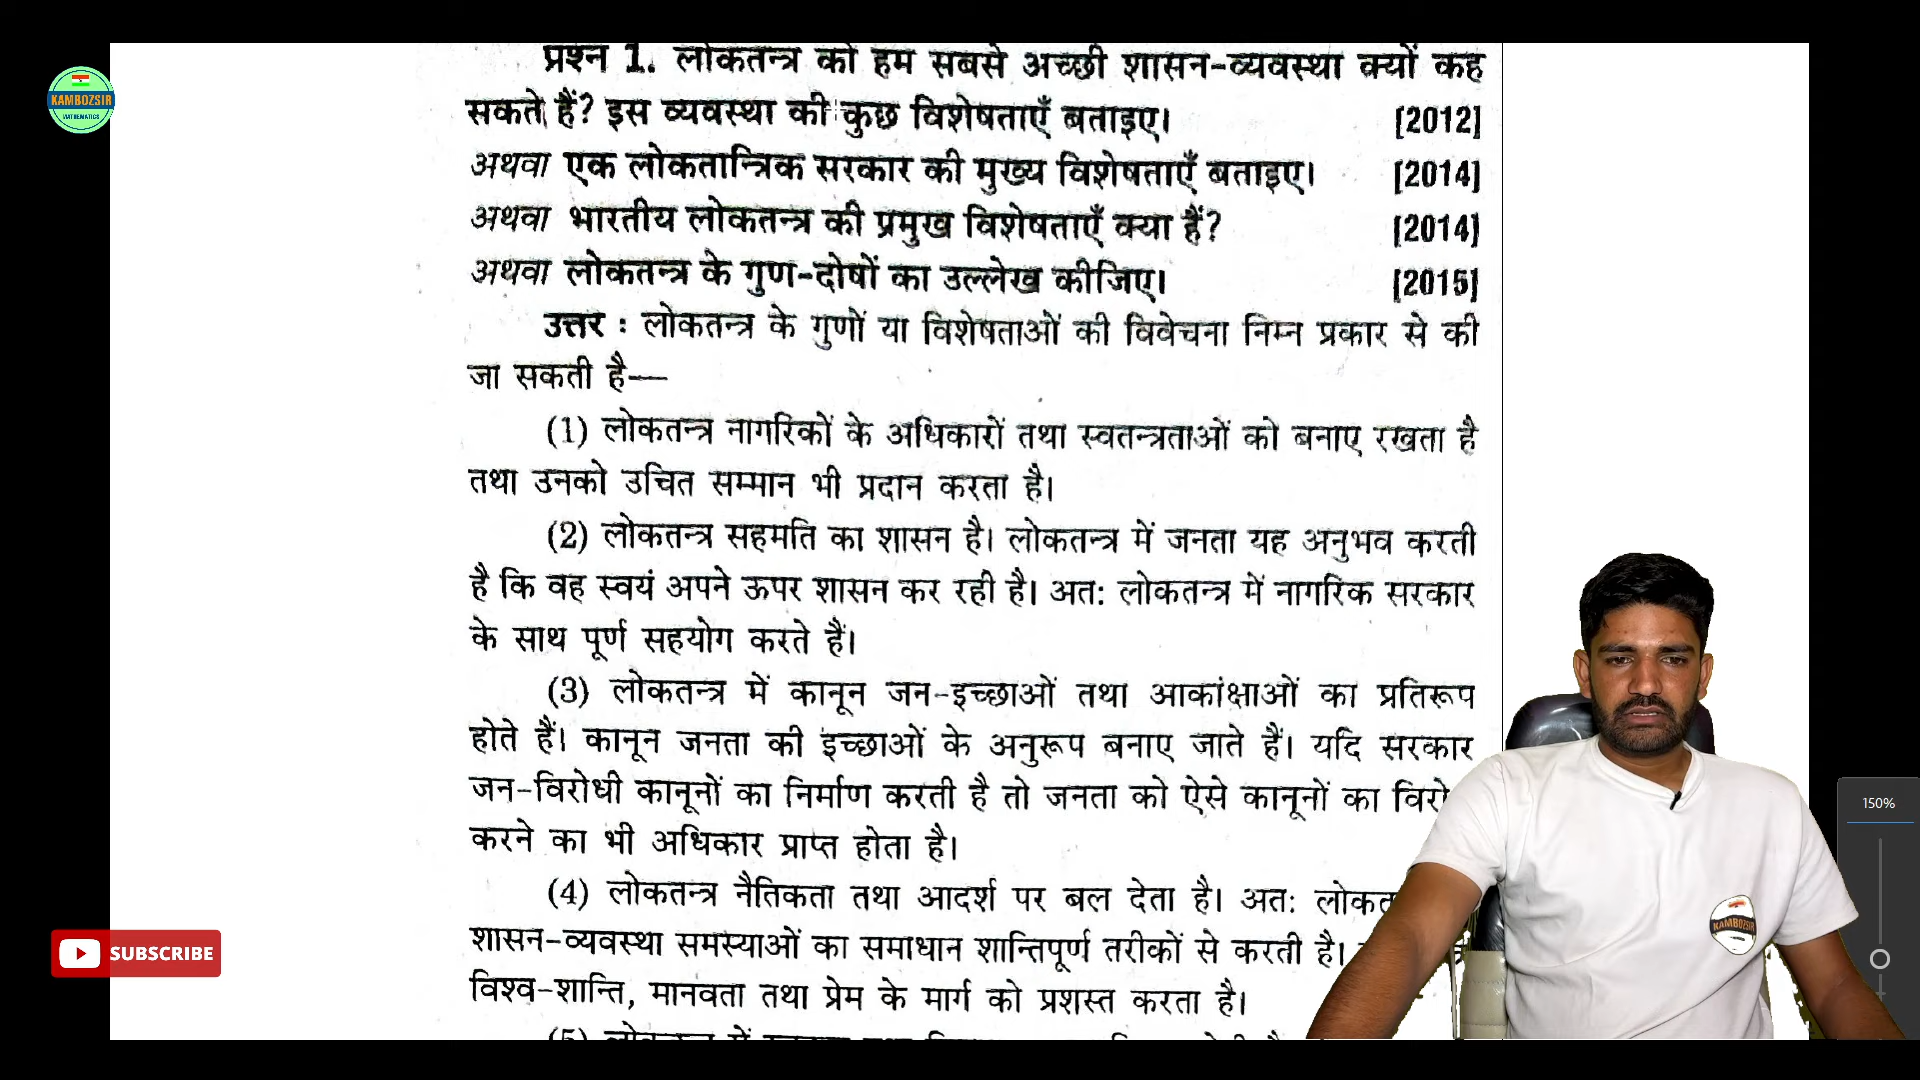 प्रश्न 1. लोकतन्त्र को हम सबसे अच्छी शासन-व्यवस्था क्यों कह
सकते हैं? इस व्यवस्था की कुछ विशेषताएँ बताइए। [2012]
अथवा एक लोकतान्त्रिक सरकार की मुख्य विशेषताएँ बताइए। [2014]
अथवा भारतीय लोकतन्त्र की प्रमुख विशेषताएँ क्या हैं? [2014]
अथवा लोकतन्त्र के गुण-दोषों का उल्लेख कीजिए। [2015]
उत्तर : लोकतन्त्र के गुणों या विशेषताओं की विवेचना निम्न प्रकार से की
जा सकती है—
(1) लोकतन्त्र नागरिकों के अधिकारों तथा स्वतन्त्रताओं को बनाए रखता है
तथा उनको उचित सम्मान भी प्रदान करता है।
(2) लोकतन्त्र सहमति का शासन है। लोकतन्त्र में जनता यह अनुभव करती
है कि वह स्वयं अपने ऊपर शासन कर रही है। अतः लोकतन्त्र में नागरिक सरकार
के साथ पूर्ण सहयोग करते हैं।
(3) लोकतन्त्र में कानून जन-इच्छाओं तथा आकांक्षाओं का प्रतिरूप
होते हैं। कानून जनता की इच्छाओं के अनुरूप बनाए जाते हैं। यदि सरकार
जन-विरोधी कानूनों का निर्माण करती है तो जनता को ऐसे कानूनों का
करने का भी अधिकार प्राप्त होता है।
(4) लोकतन्त्र नैतिकता तथा आदर्श पर बल देता है। अतः
शासन-व्यवस्था समस्याओं का समाधान शान्तिपूर्ण तरीकों से करती है।
विश्व-शान्ति, मानवता तथा प्रेम के मार्ग को प्रशस्त करता है।
KAMBOZSIR
MATHEMATICS
SUBSCRIBE
150%
KAMBOZSIR